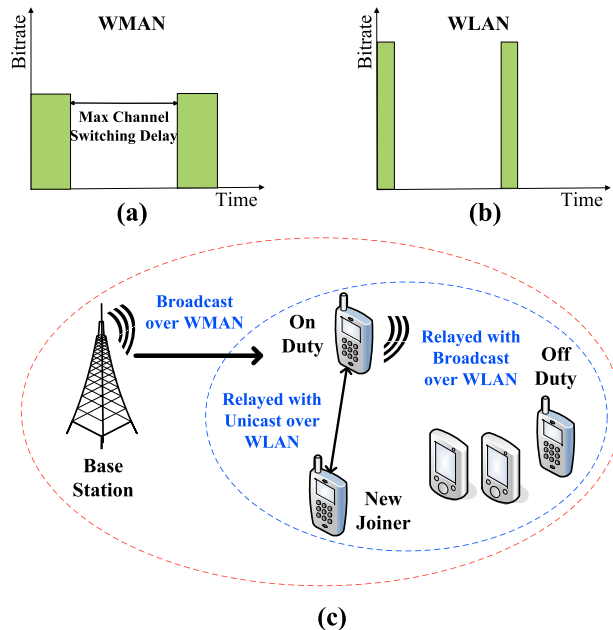 WMAN
Bitrate
Max Channel
Switching Delay
Time
(a)
WLAN
Bitrate
Time
(b)
Broadcast
over WMAN
On
Duty
Relayed with
Broadcast
over WLAN
Off
Duty
Relayed with
Unicast over
WLAN
Base
Station
New
Joiner
(c)